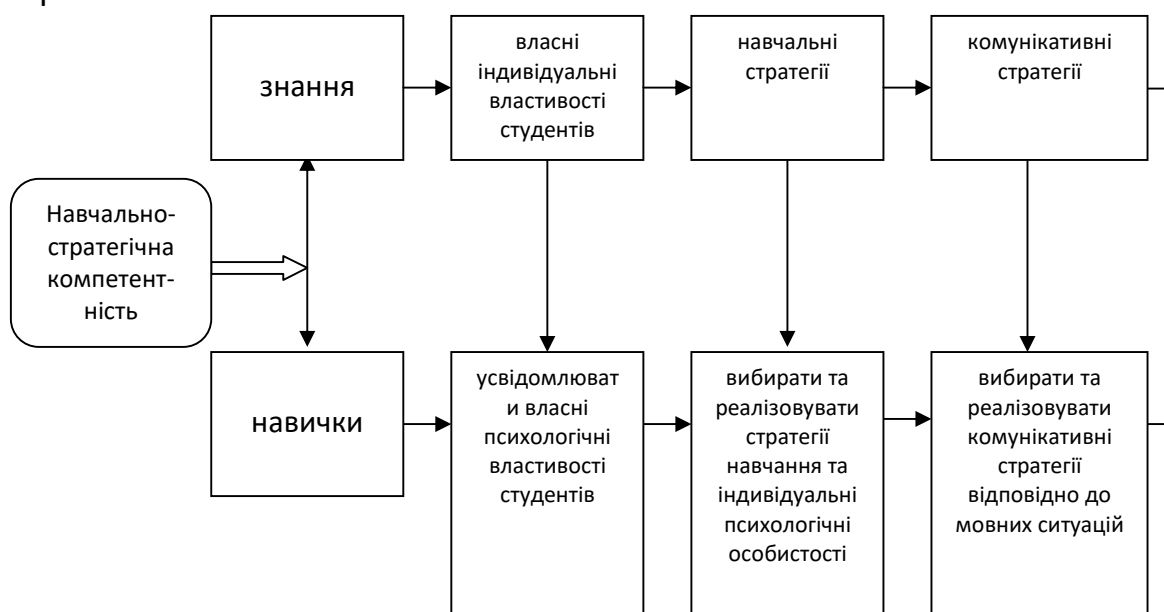 знання
власні
індивідуальні
властивості
студентів
навчальні
стратегії
комунікативні
стратегії
Навчально-
стратегічна
компетент-
ність
навички
усвідомлюват
и власні
психологічні
властивості
студентів
вибирати та
реалізовувати
стратегії
навчання та
індивідуальні
психологічні
особистості
вибирати та
реалізовувати
комунікативні
стратегії
відповідно до
мовних ситуацій